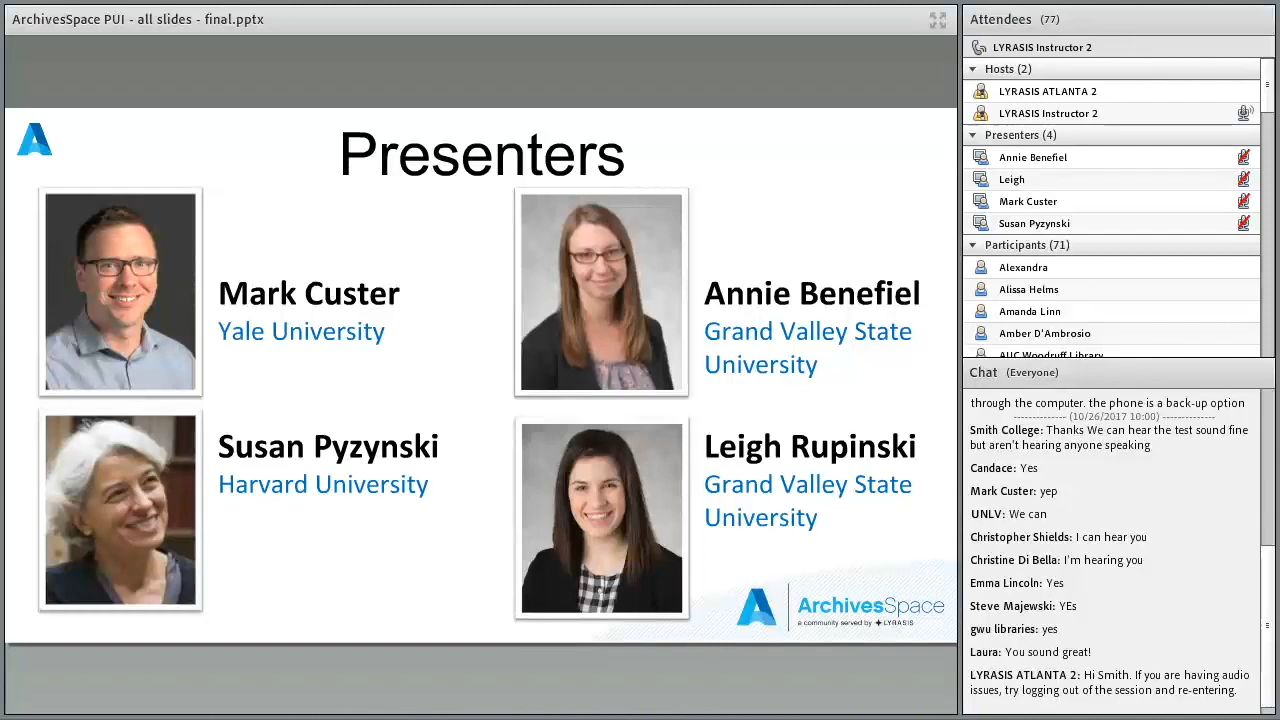 ArchivesSpace PUI - all slides - final.pptx
Presenters
Mark Custer
Yale University
Annie Benefiel
Grand Valley State
University
Susan Pyzynski
Harvard University
Leigh Rupinski
Grand Valley State
University
ArchivesSpace
a community served by LYRASIS
Attendees (77)
LYRASIS Instructor 2
Hosts (2)
LYRASIS ATLANTA 2
LYRASIS Instructor 2
Presenters (4)
Annie Benefiel
Leigh
Mark Custer
Susan Pyzynski
Participants (71)
Alexandra
Alissa Helms
Amanda Linn
Amber D'Ambrosio
AUC Woodruff Library
Chat (Everyone)
through the computer. the phone is a back-up option
------------- (10/26/2017 10:00) -------------
Smith College: Thanks We can hear the test sound fine
but aren't hearing anyone speaking
Candace: Yes
Mark Custer: yep
UNLV: We can
Christopher Shields: I can hear you
Christine Di Bella: I'm hearing you
Emma Lincoln: Yes
Steve Majewski: YEs
gwu libraries: yes
Laura: You sound great!
LYRASIS ATLANTA 2: Hi Smith. If you are having audio
issues, try logging out of the session and re-entering.